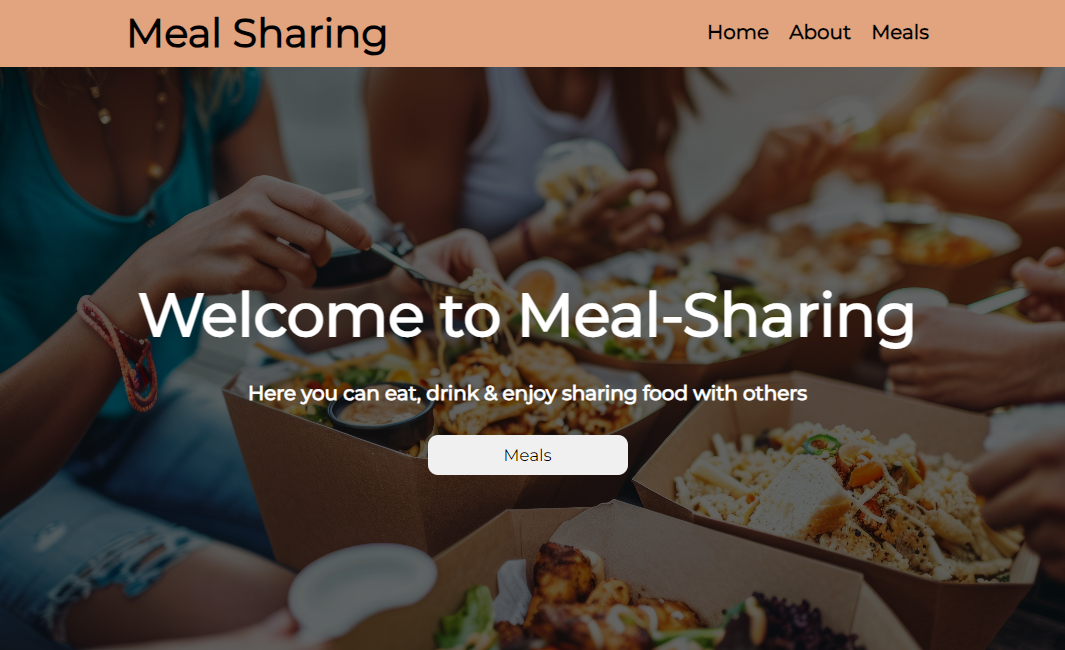 Meal Sharing
Home About Meals
Welcome to Meal-Sharing
Here you can eat, drink & enjoy sharing food with others
Meals